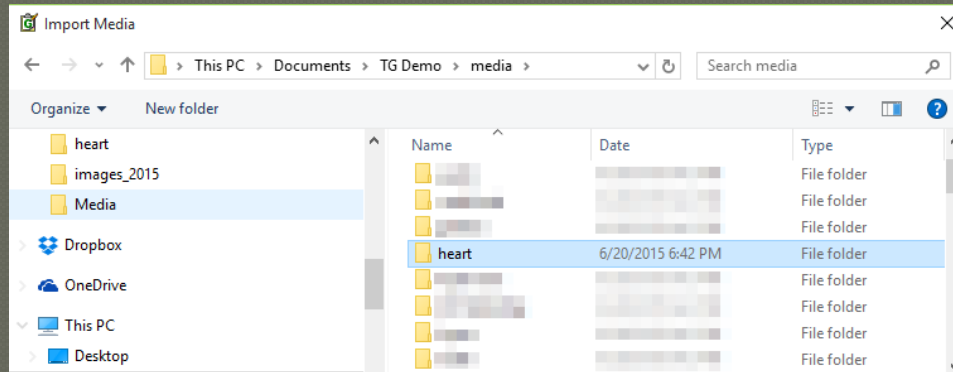 Import Media
This PC > Documents > TG Demo > media >
Search media
Organize
New folder
heart
images_2015
Media
Dropbox
OneDrive
This PC
Desktop
Name Date Type
File folder
File folder
File folder
heart 6/20/2015 6:42 PM File folder
File folder
File folder
File folder
File folder